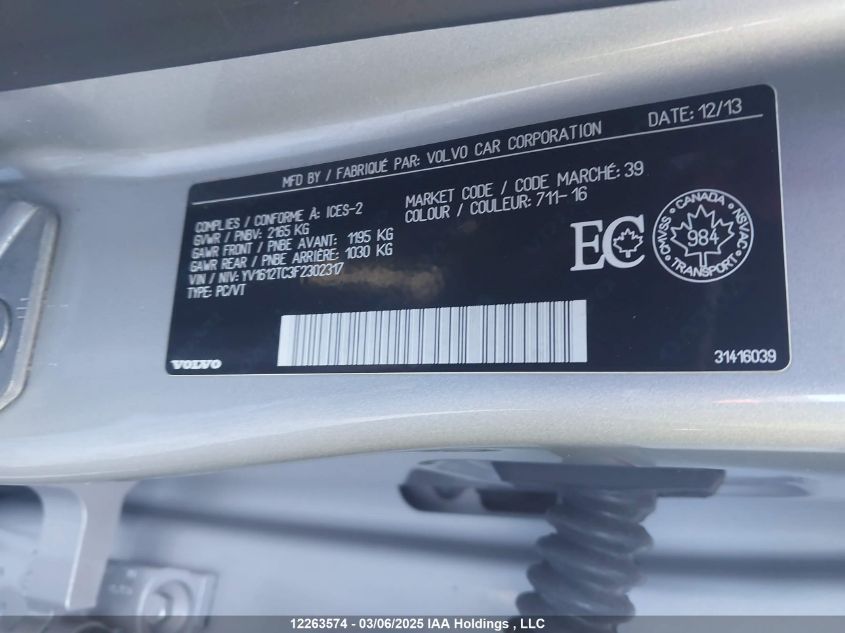 MFD BY / FABRIQUÉ PAR: VOLVO CAR CORPORATION DATE: 12/13
COMPLIES / CONFORME À: ICES-2
GVWR / PNBV: 2165 KG
GAWR FRONT / PNBE AVANT: 1195 KG
GAWR REAR / PNBE ARRIÈRE: 1030 KG
VIN / NIV: YV1612TC3F2302317
TYPE: PC/VT
MARKET CODE / CODE MARCHÉ: 39
COLOUR / COULEUR: 711-16
EC
CANADA
CMVSS
NSVAC
984
TRANSPORT
VOLVO
31416039
12263574 - 03/06/2025 IAA Holdings , LLC